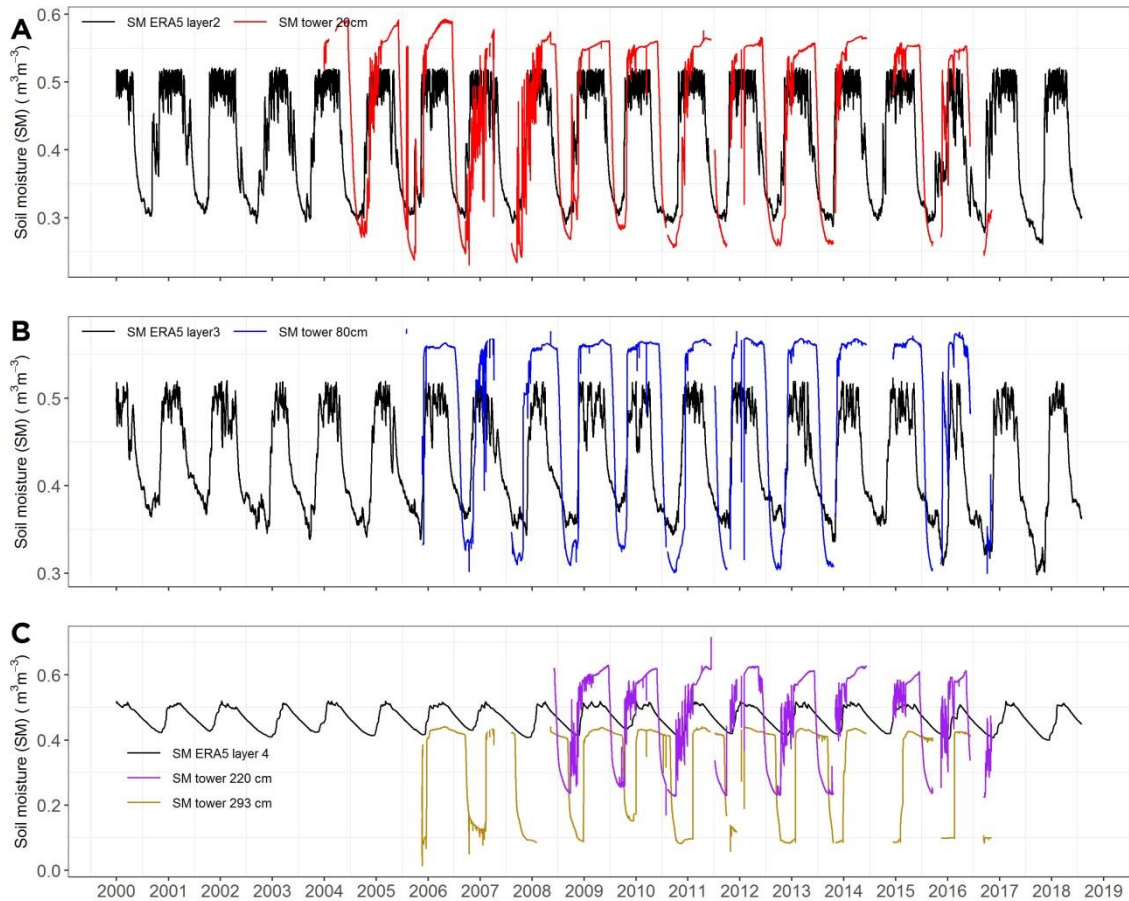 A
SM ERA5 layer2 SM tower 20cm
Soil moisture (SM) ( m³m⁻³)
0.6
0.5
0.4
0.3
B
SM ERA5 layer3 SM tower 80cm
Soil moisture (SM) ( m³m⁻³)
0.5
0.4
0.3
C
Soil moisture (SM) ( m³m⁻³)
0.6
0.4
0.2
0.0
SM ERA5 layer 4
SM tower 220 cm
SM tower 293 cm
2000 2001 2002 2003 2004 2005 2006 2007 2008 2009 2010 2011 2012 2013 2014 2015 2016 2017 2018 2019